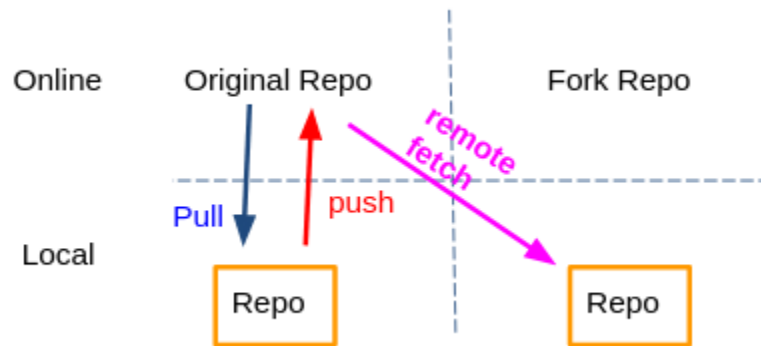 Online
Original Repo
Fork Repo
remote
fetch
Pull
push
Local
Repo
Repo